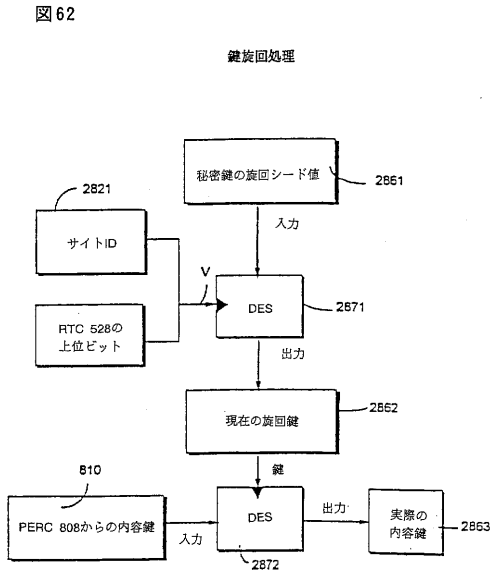 図62
鍵旋回処理
秘密鍵の旋回シード値
2861
2821
入力
サイトID
V
DES
2871
RTC 528の
上位ビット
出力
現在の旋回鍵
2862
810
鍵
PERC 808からの内容鍵
入力
DES
出力
実際の
内容鍵
2863
2872